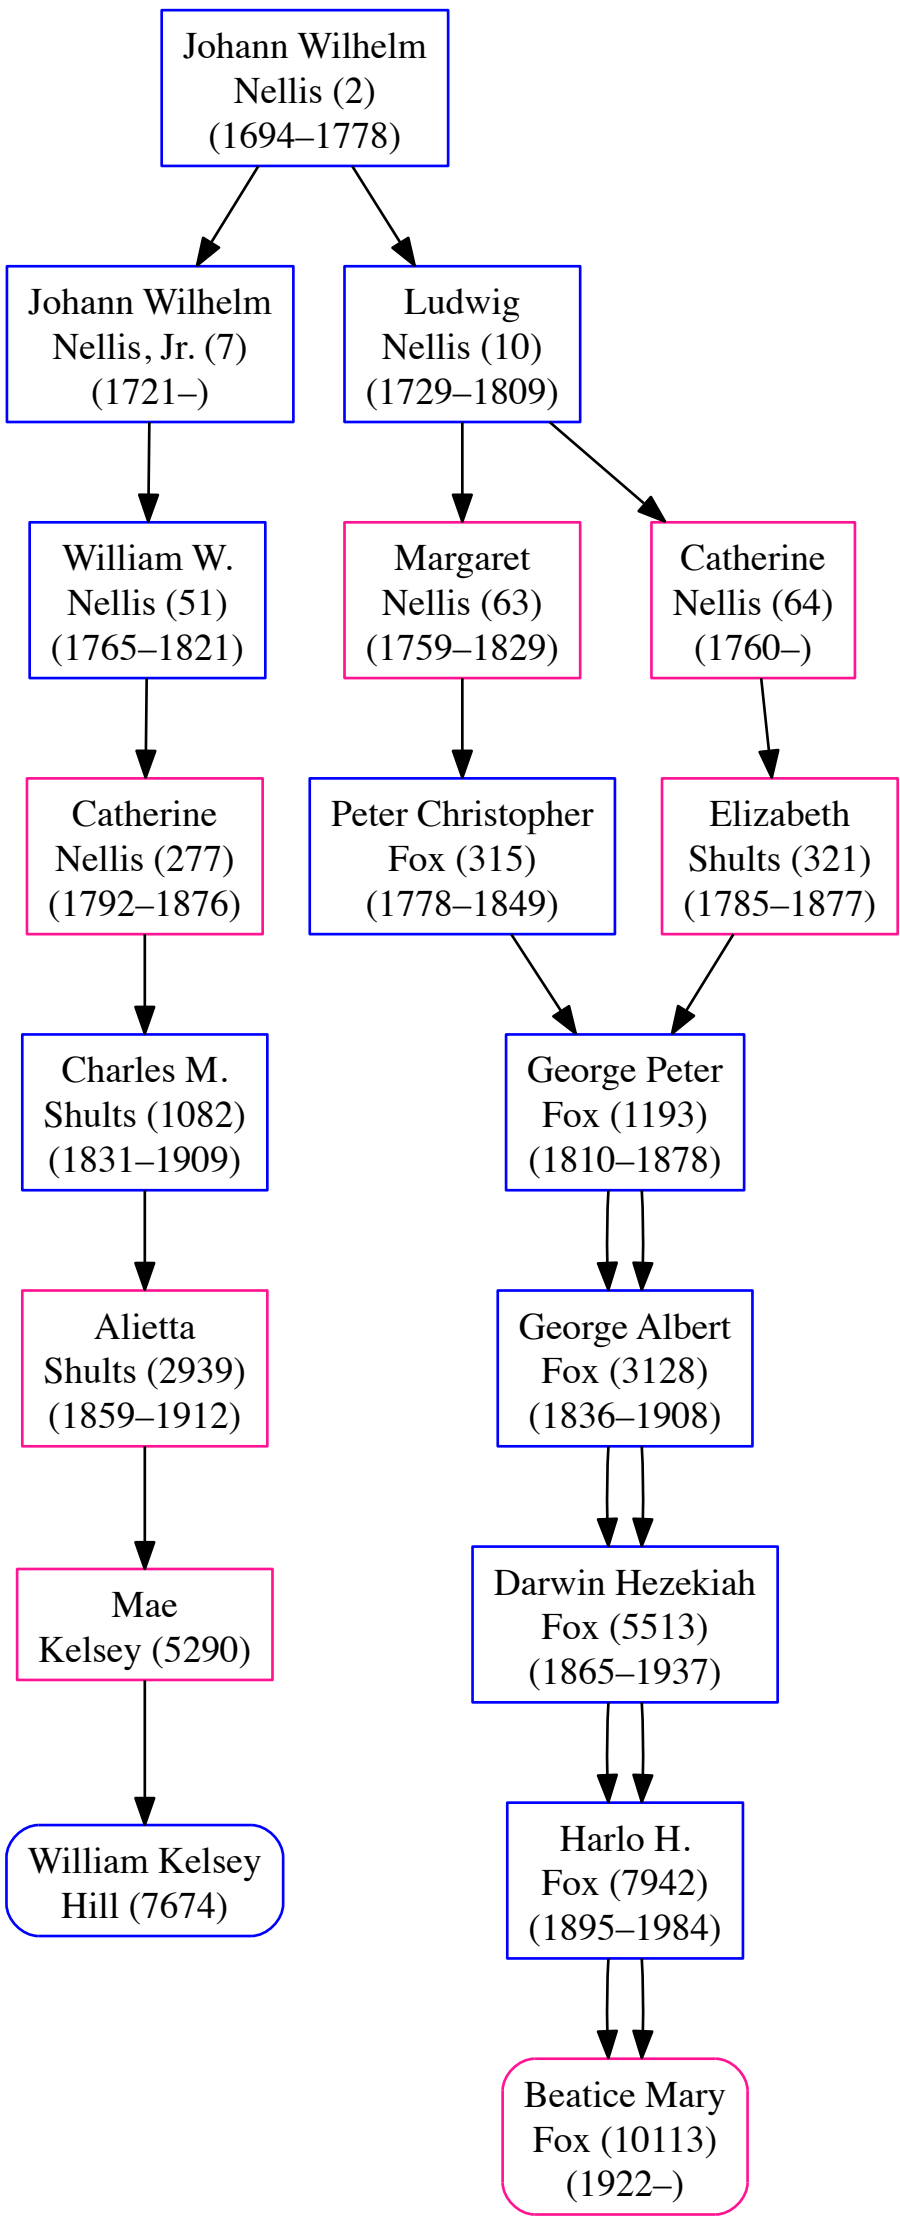 Johann Wilhelm
Nellis (2)
(1694–1778)
Johann Wilhelm
Nellis, Jr. (7)
(1721–)
Ludwig
Nellis (10)
(1729–1809)
William W.
Nellis (51)
(1765–1821)
Margaret
Nellis (63)
(1759–1829)
Catherine
Nellis (64)
(1760–)
Catherine
Nellis (277)
(1792–1876)
Peter Christopher
Fox (315)
(1778–1849)
Elizabeth
Shults (321)
(1785–1877)
Charles M.
Shults (1082)
(1831–1909)
George Peter
Fox (1193)
(1810–1878)
Alietta
Shults (2939)
(1859–1912)
George Albert
Fox (3128)
(1836–1908)
Mae
Kelsey (5290)
Darwin Hezekiah
Fox (5513)
(1865–1937)
William Kelsey
Hill (7674)
Harlo H.
Fox (7942)
(1895–1984)
Beatice Mary
Fox (10113)
(1922–)